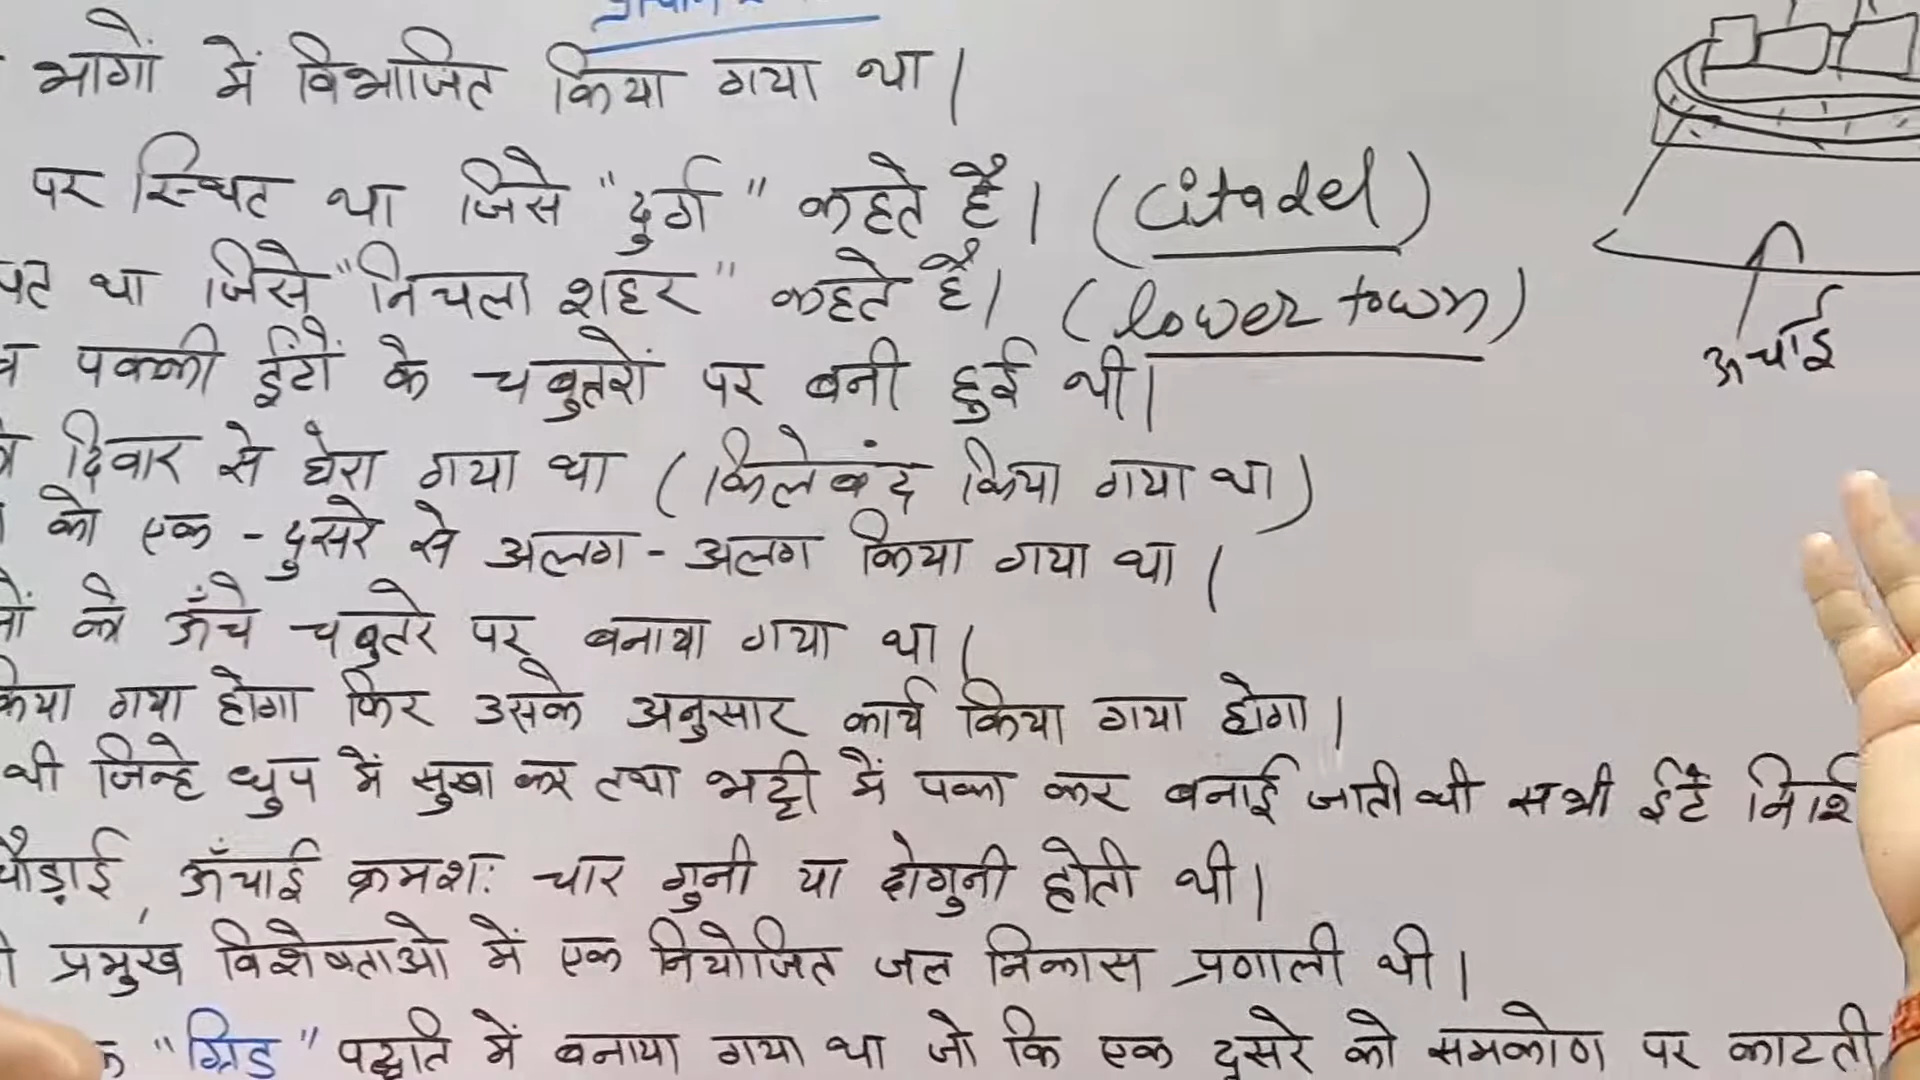 भागों में विभाजित किया गया था।
पर स्थित था जिसे "दुर्ग" कहते है। (Citadel)
था जिसे "निचला शहर" कहते है। (lower town)
पक्की ईंटों के चबुतरों पर बनी हुई थी।
दिवार से घेरा गया था (किलेबंद किया गया था)
को एक - दुसरे से अलग - अलग किया गया था।
को ऊँचे चबुतरे पर बनाया गया था।
किया गया होगा फिर उसके अनुसार कार्य किया गया होगा।
थी जिन्हे धुप में सुखा कर तथा भट्टी में पका कर बनाई जाती थी सभी ईंटें
चौड़ाई, ऊँचाई क्रमशः चार गुनी या दोगुनी होती थी।
प्रमुख विशेषताओ में एक नियोजित जल निकास प्रणाली थी।
"ग्रिड" पद्धति में बनाया गया था जो कि एक दूसरे को समकोण पर काटती
ऊचाई